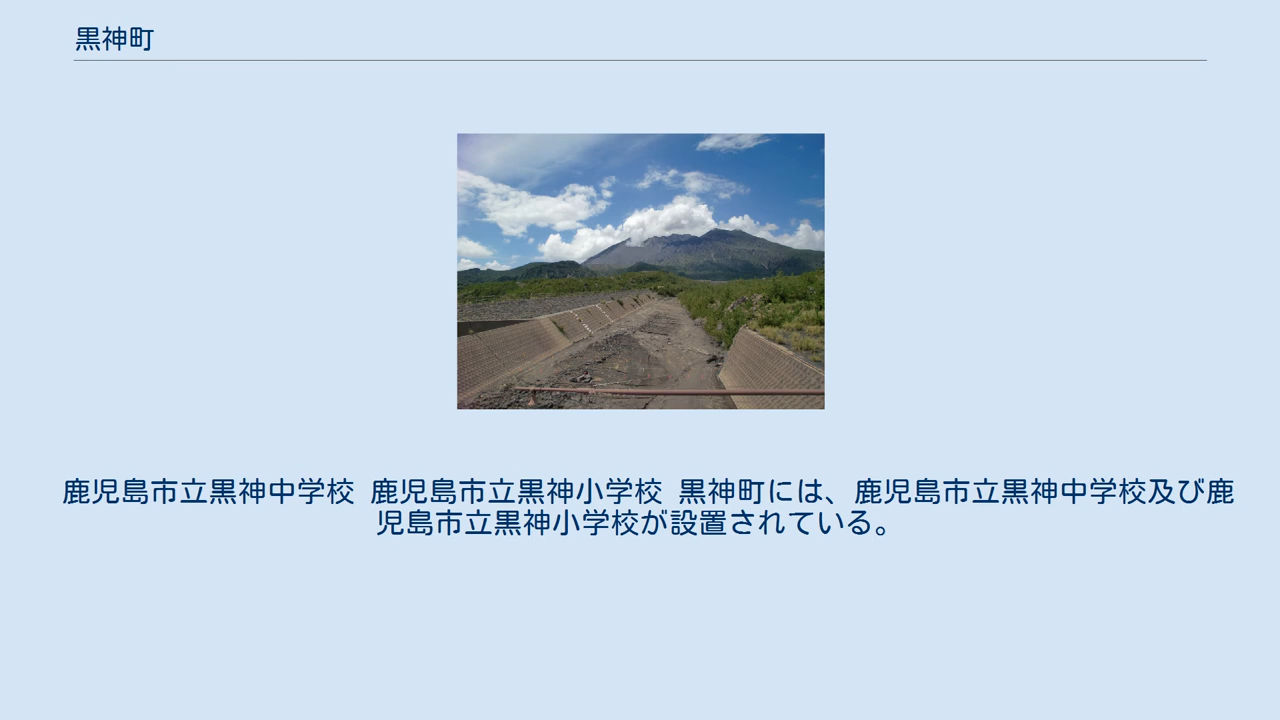 黒神町
鹿児島市立黒神中学校 鹿児島市立黒神小学校 黒神町には、鹿児島市立黒神中学校及び鹿
児島市立黒神小学校が設置されている。